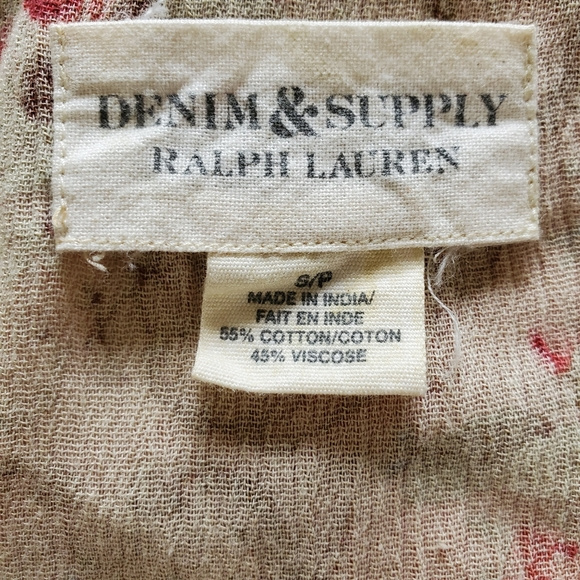 DENIM & SUPPLY
RALPH LAUREN
S/P
MADE IN INDIA/
FAIT EN INDE
55% COTTON/COTON
45% VISCOSE